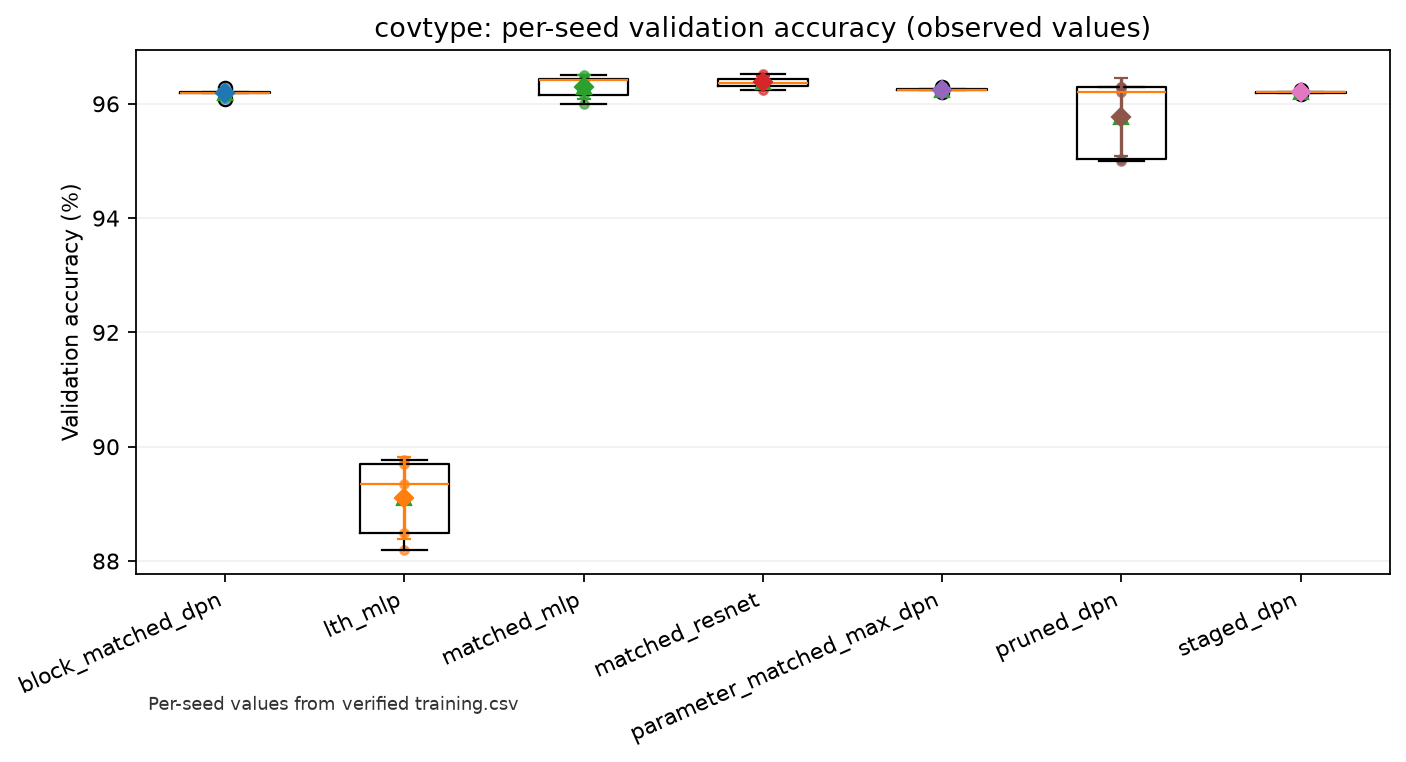 covtype: per-seed validation accuracy (observed values)
Validation accuracy (%)
96
94
92
90
88
block_matched_dpn
lth_mlp
matched_mlp
matched_resnet
parameter_matched_max_dpn
pruned_dpn
staged_dpn
Per-seed values from verified training.csv